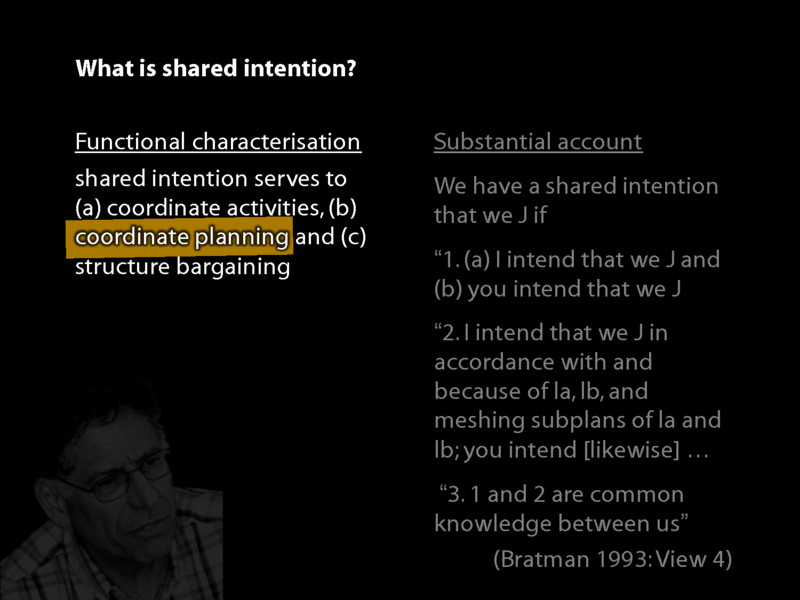 What is shared intention?
Functional characterisation
shared intention serves to
(a) coordinate activities, (b)
coordinate planning and (c)
structure bargaining
Substantial account
We have a shared intention
that we J if
“1. (a) I intend that we J and
(b) you intend that we J
“2. I intend that we J in
accordance with and
because of la, lb, and
meshing subplans of la and
lb; you intend [likewise] …
“3. 1 and 2 are common
knowledge between us”
(Bratman 1993: View 4)